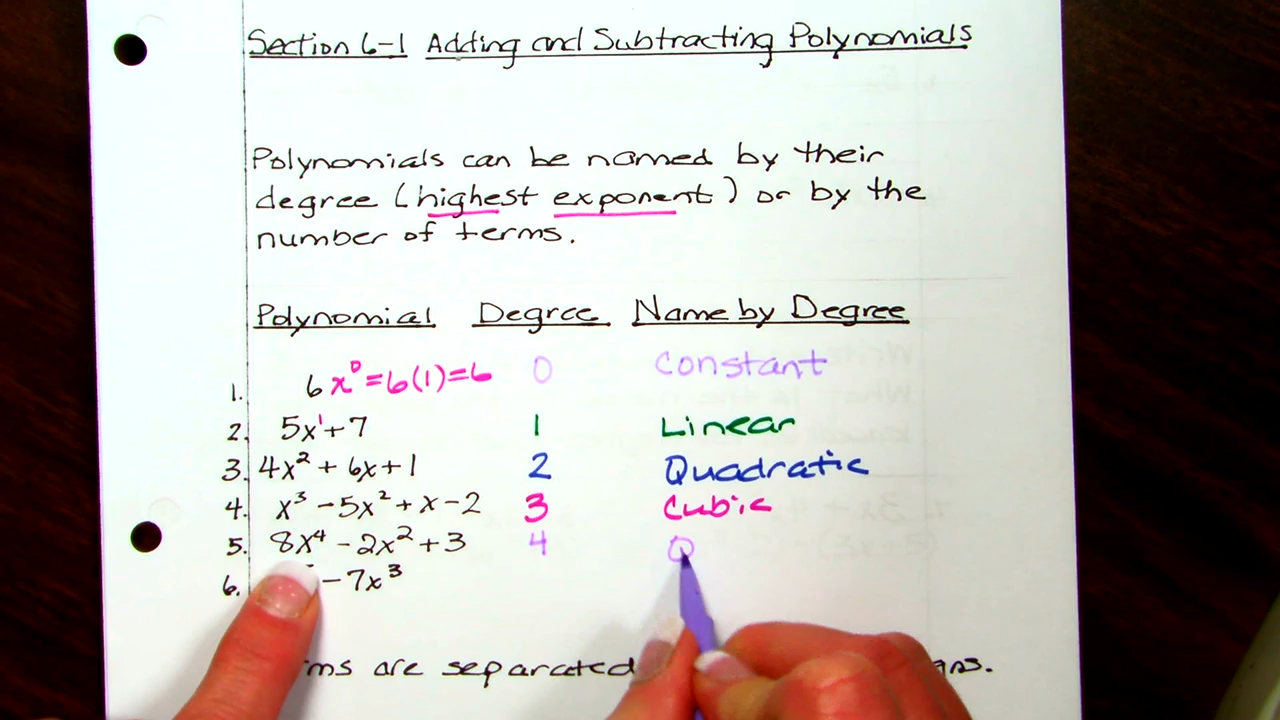 Section 6-1 Adding and Subtracting Polynomials
Polynomials can be named by their
degree (highest exponent) or by the
number of terms.
Polynomial Degree Name by Degree
1. 6x⁰=6(1)=6 0 Constant
2. 5x¹+7 1 Linear
3. 4x² + 6x+1 2 Quadratic
4. x³ -5x²+x-2 3 Cubic
5. 8x⁴ -2x²+3 4 Q
6. -7x³
are separated